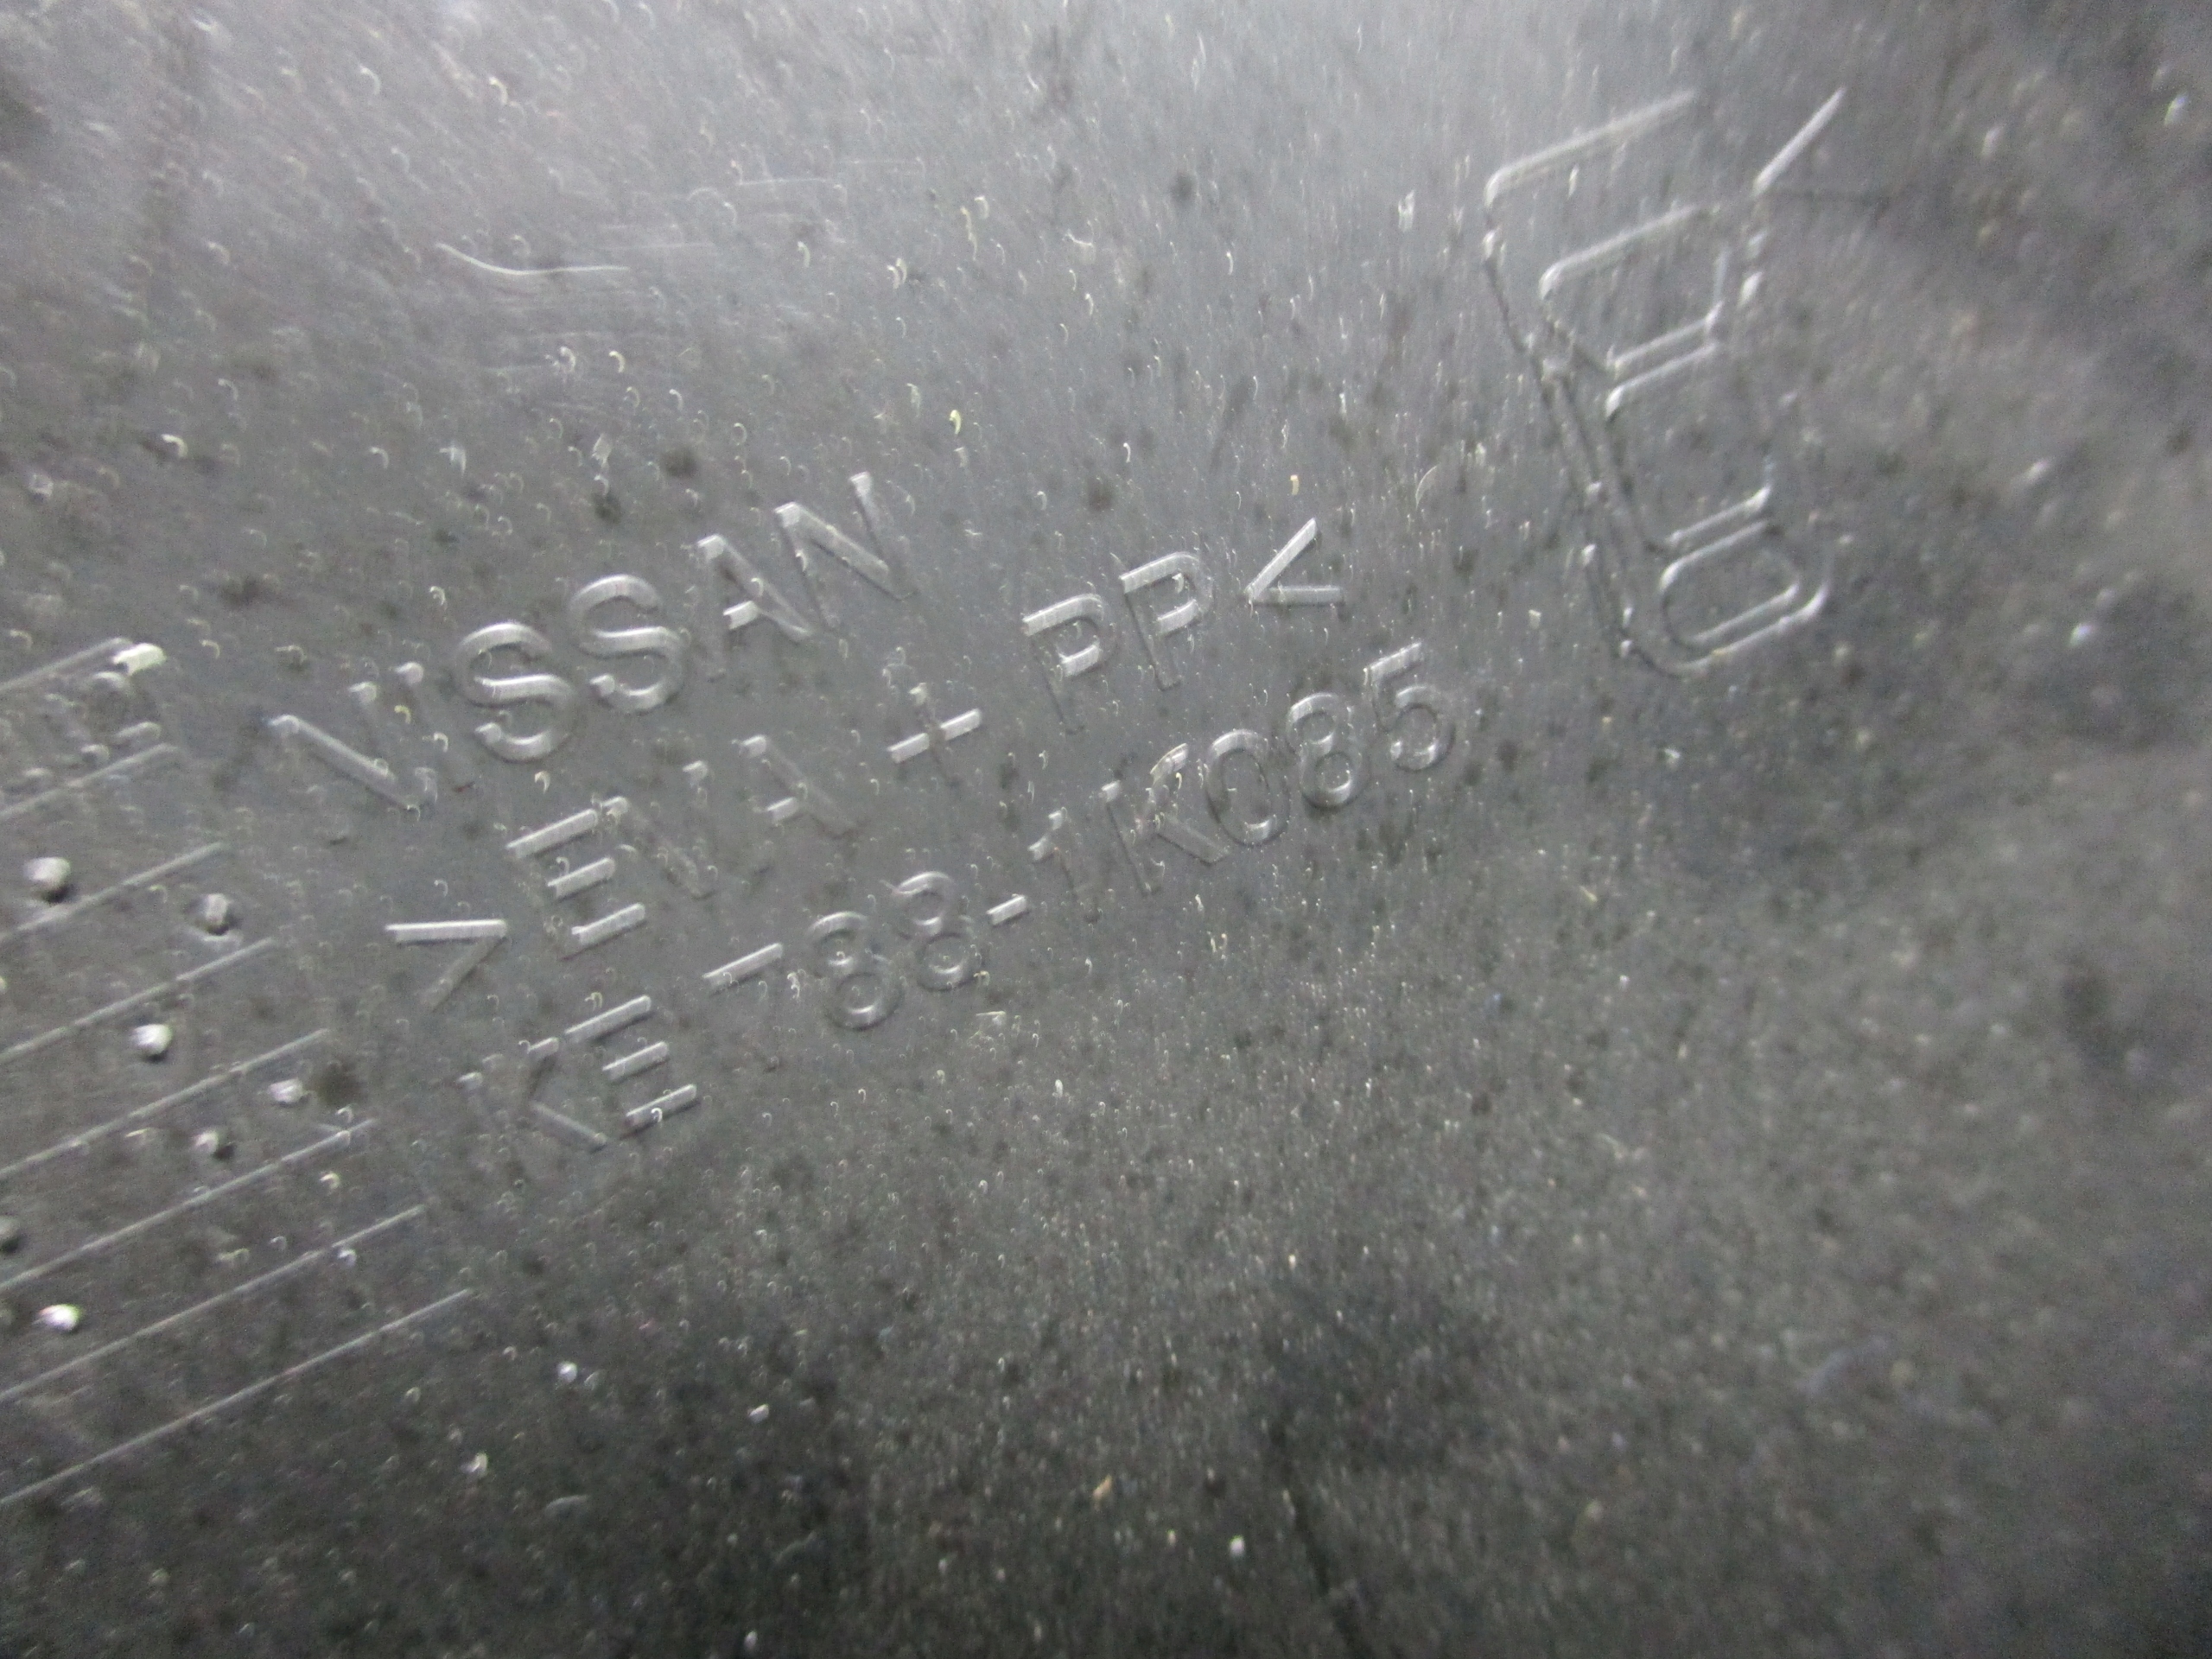 NISSAN
>EVA + PP<
KE788-1K085